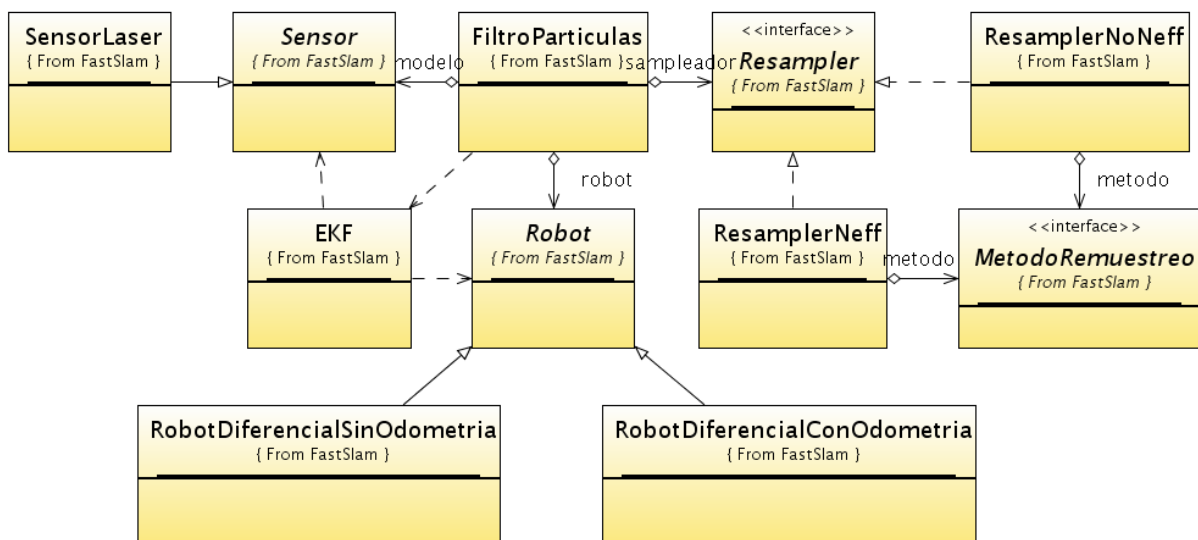 SensorLaser
{ From FastSlam }
Sensor
{ From FastSlam }
modelo
FiltroParticulas
{ From FastSlam }
sampleador
<<interface>>
Resampler
{ From FastSlam }
ResamplerNoNeff
{ From FastSlam }
robot
metodo
EKF
{ From FastSlam }
Robot
{ From FastSlam }
ResamplerNeff
{ From FastSlam }
metodo
<<interface>>
MetodoRemuestreo
{ From FastSlam }
RobotDiferencialSinOdometria
{ From FastSlam }
RobotDiferencialConOdometria
{ From FastSlam }